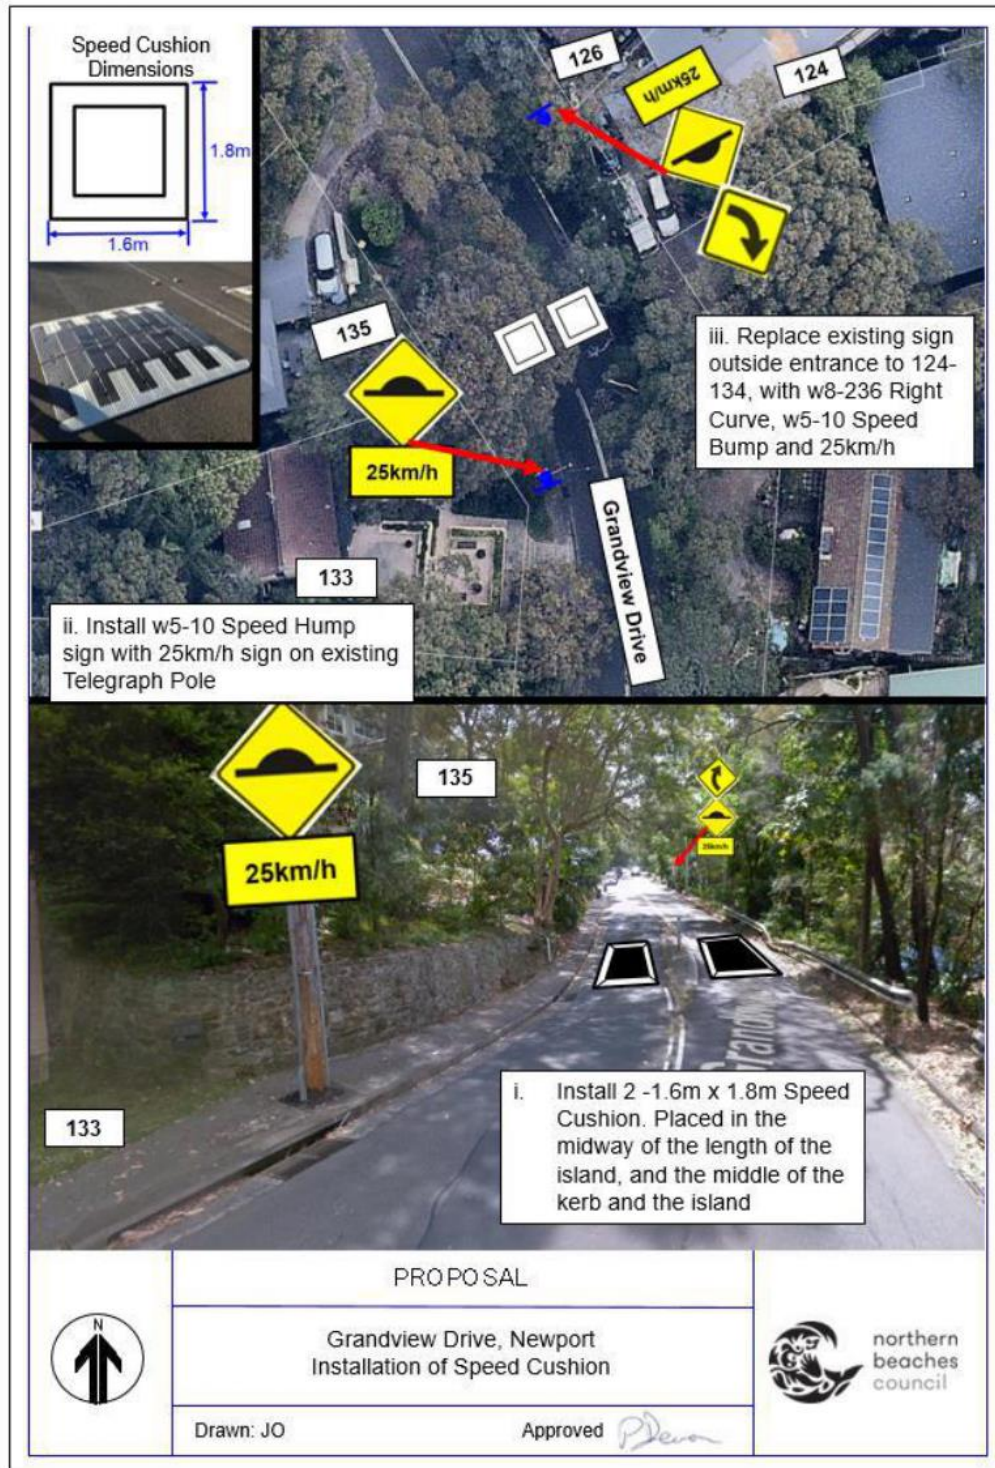 Speed Cushion
Dimensions
1.8m
1.6m
126
124
25km/h
135
25km/h
iii. Replace existing sign
outside entrance to 124-
134, with w8-236 Right
Curve, w5-10 Speed
Bump and 25km/h
Grandview Drive
133
ii. Install w5-10 Speed Hump
sign with 25km/h sign on existing
Telegraph Pole
135
25km/h
25km/h
133
i. Install 2 -1.6m x 1.8m Speed
Cushion. Placed in the
midway of the length of the
island, and the middle of the
kerb and the island
PROPOSAL
N
Grandview Drive, Newport
Installation of Speed Cushion
northern
beaches
council
Drawn: JO Approved